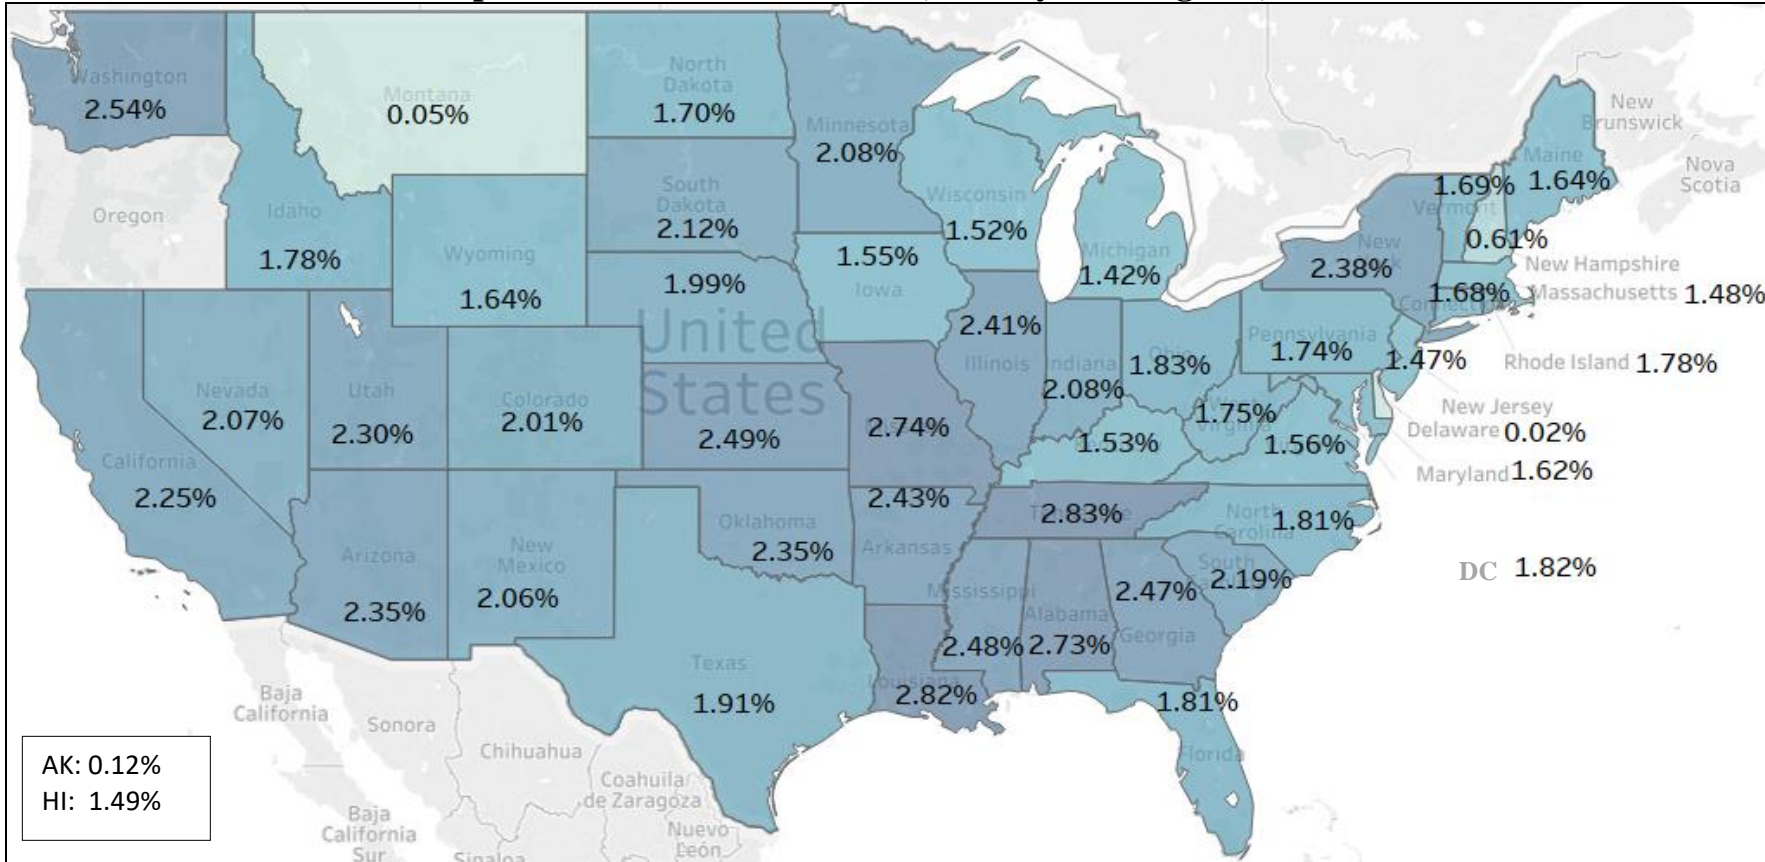 Washington
2.54%
Montana
0.05%
North
Dakota
1.70%
Minnesota
2.08%
New
Brunswick
Nova
Scotia
Maine
1.64%
1.69%
Vermont
0.61%
New Hampshire
Oregon
Idaho
1.78%
Wyoming
1.64%
South
Dakota
2.12%
Wisconsin
1.52%
Michigan
1.42%
New
2.38%
1.68%
Massachusetts 1.48%
1.99%
1.55%
Iowa
United
States
2.41%
Illinois
Indiana
2.08%
Ohio
1.83%
Pennsylvania
1.74%
1.47%
Rhode Island 1.78%
New Jersey
Delaware 0.02%
Maryland 1.62%
Nevada
2.07%
Utah
2.30%
Colorado
2.01%
2.49%
2.74%
1.53%
1.75%
1.56%
California
2.25%
Arizona
2.35%
New
Mexico
2.06%
Oklahoma
2.35%
2.43%
Arkansas
2.83%
North
Carolina
1.81%
South
2.19%
DC 1.82%
Mississippi
2.48%
Alabama
2.73%
2.47%
Georgia
Texas
1.91%
Louisiana
2.82%
1.81%
Florida
Baja
California
Sonora
Chihuahua
Coahuila
de Zaragoza
Nuevo
León
Baja
California
Sur
Sinaloa
AK: 0.12%
HI: 1.49%